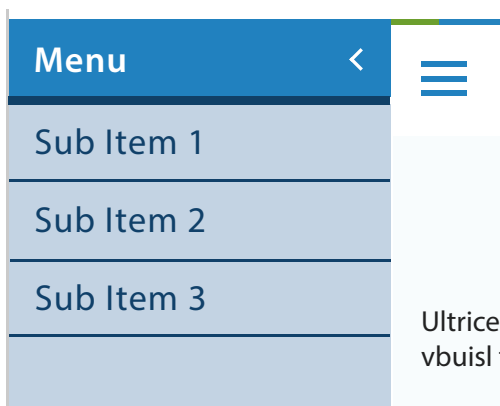 Menu
Sub Item 1
Sub Item 2
Sub Item 3
Ultrice
vbuisl